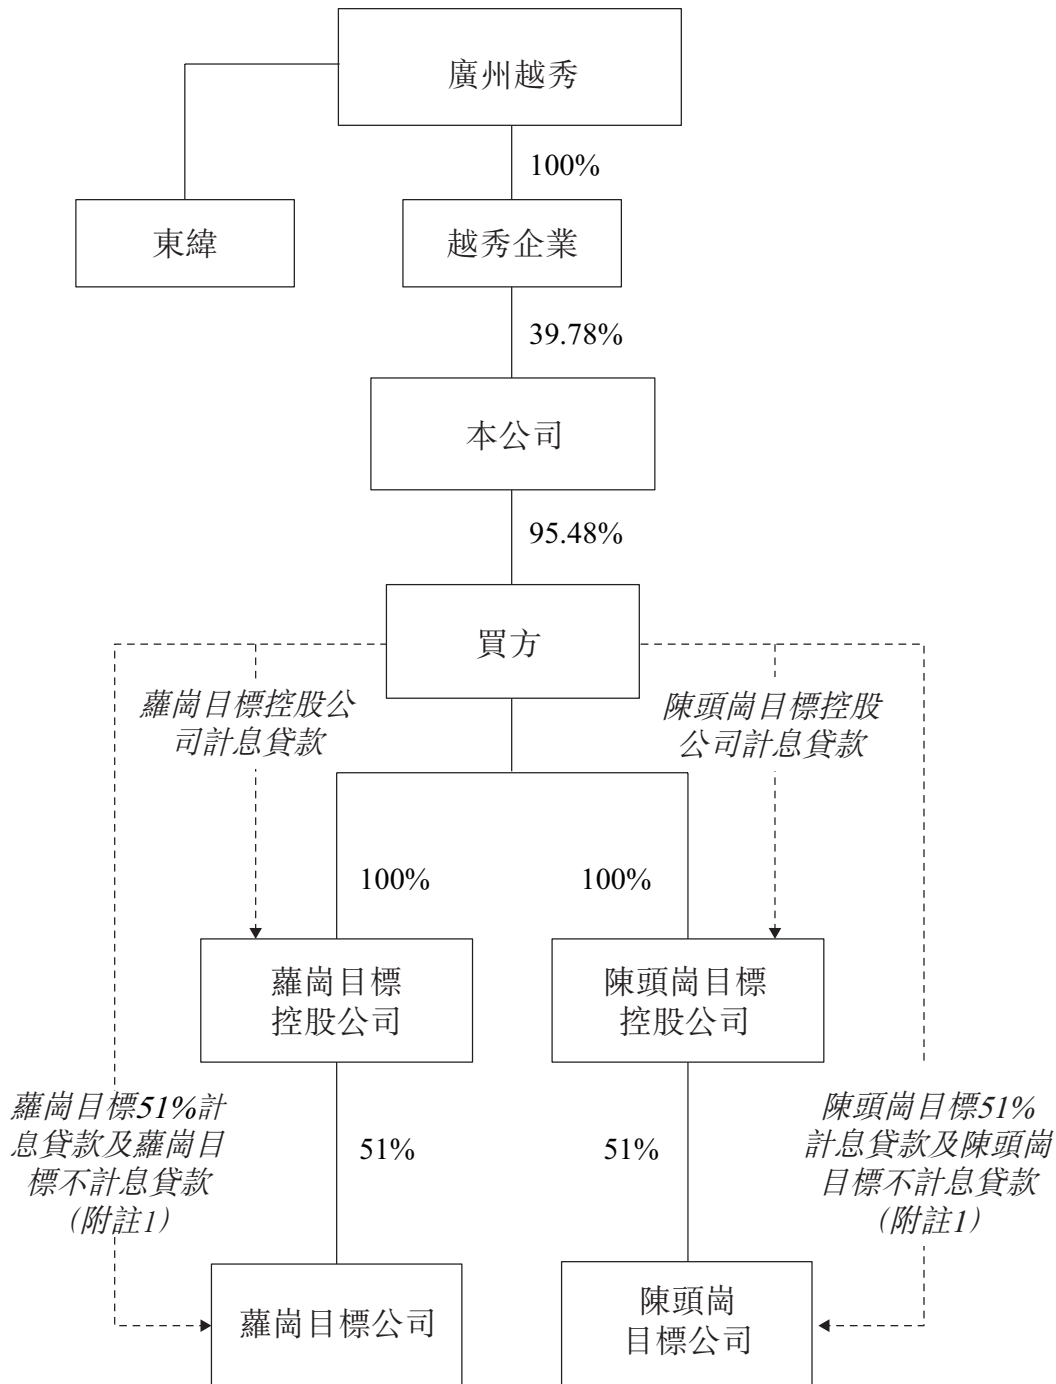 廣州越秀
100%
東緯
越秀企業
39.78%
本公司
95.48%
買方
蘿崗目標控股公
司計息貸款
陳頭崗目標控股
公司計息貸款
100%
100%
蘿崗目標
控股公司
陳頭崗目標
控股公司
蘿崗目標51%計
息貸款及蘿崗目
標不計息貸款
（附註1）
51%
51%
陳頭崗目標51%
計息貸款及陳頭崗
目標不計息貸款
（附註1）
蘿崗目標公司
陳頭崗
目標公司